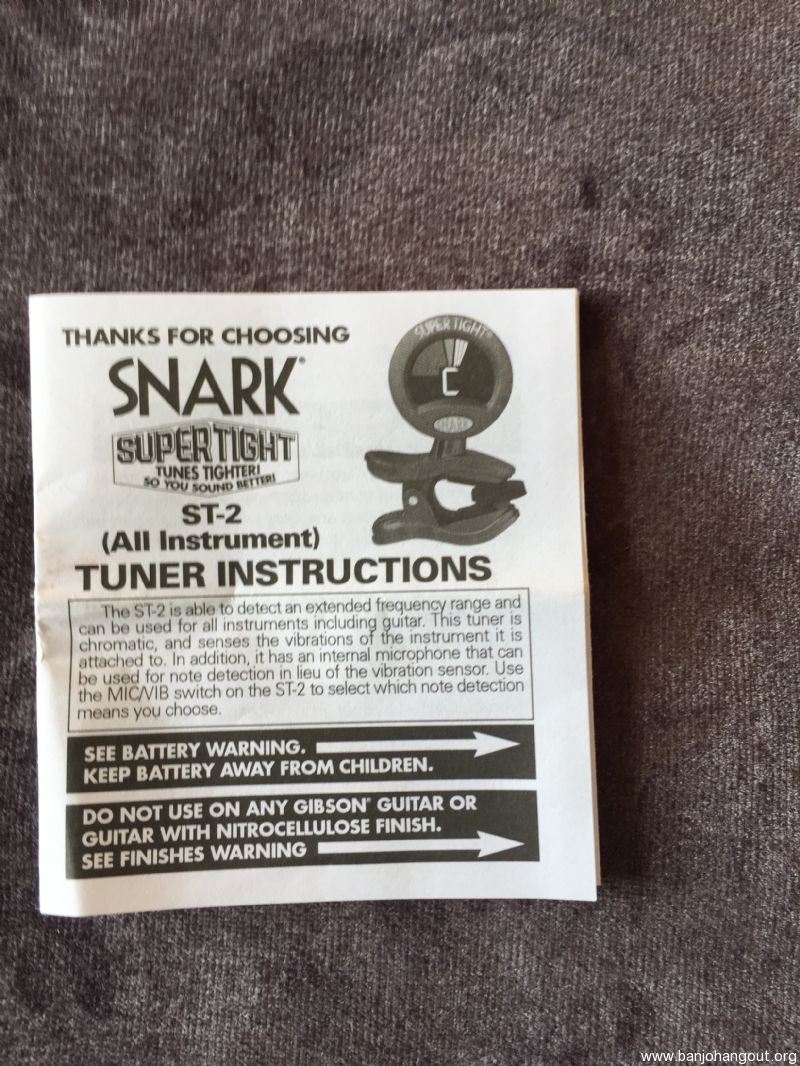 THANKS FOR CHOOSING
SNARK®
SUPER TIGHT
TUNES TIGHTER!
SO YOU SOUND BETTER!
ST-2
(All Instrument)
SUPER TIGHT®
C
SNARK
TUNER INSTRUCTIONS
The ST-2 is able to detect an extended frequency range and
can be used for all instruments including guitar. This tuner is
chromatic, and senses the vibrations of the instrument it is
attached to. In addition, it has an internal microphone that can
be used for note detection in lieu of the vibration sensor. Use
the MIC/VIB switch on the ST-2 to select which note detection
means you choose.
SEE BATTERY WARNING.
KEEP BATTERY AWAY FROM CHILDREN.
DO NOT USE ON ANY GIBSON® GUITAR OR
GUITAR WITH NITROCELLULOSE FINISH.
SEE FINISHES WARNING
www.banjohangout.org